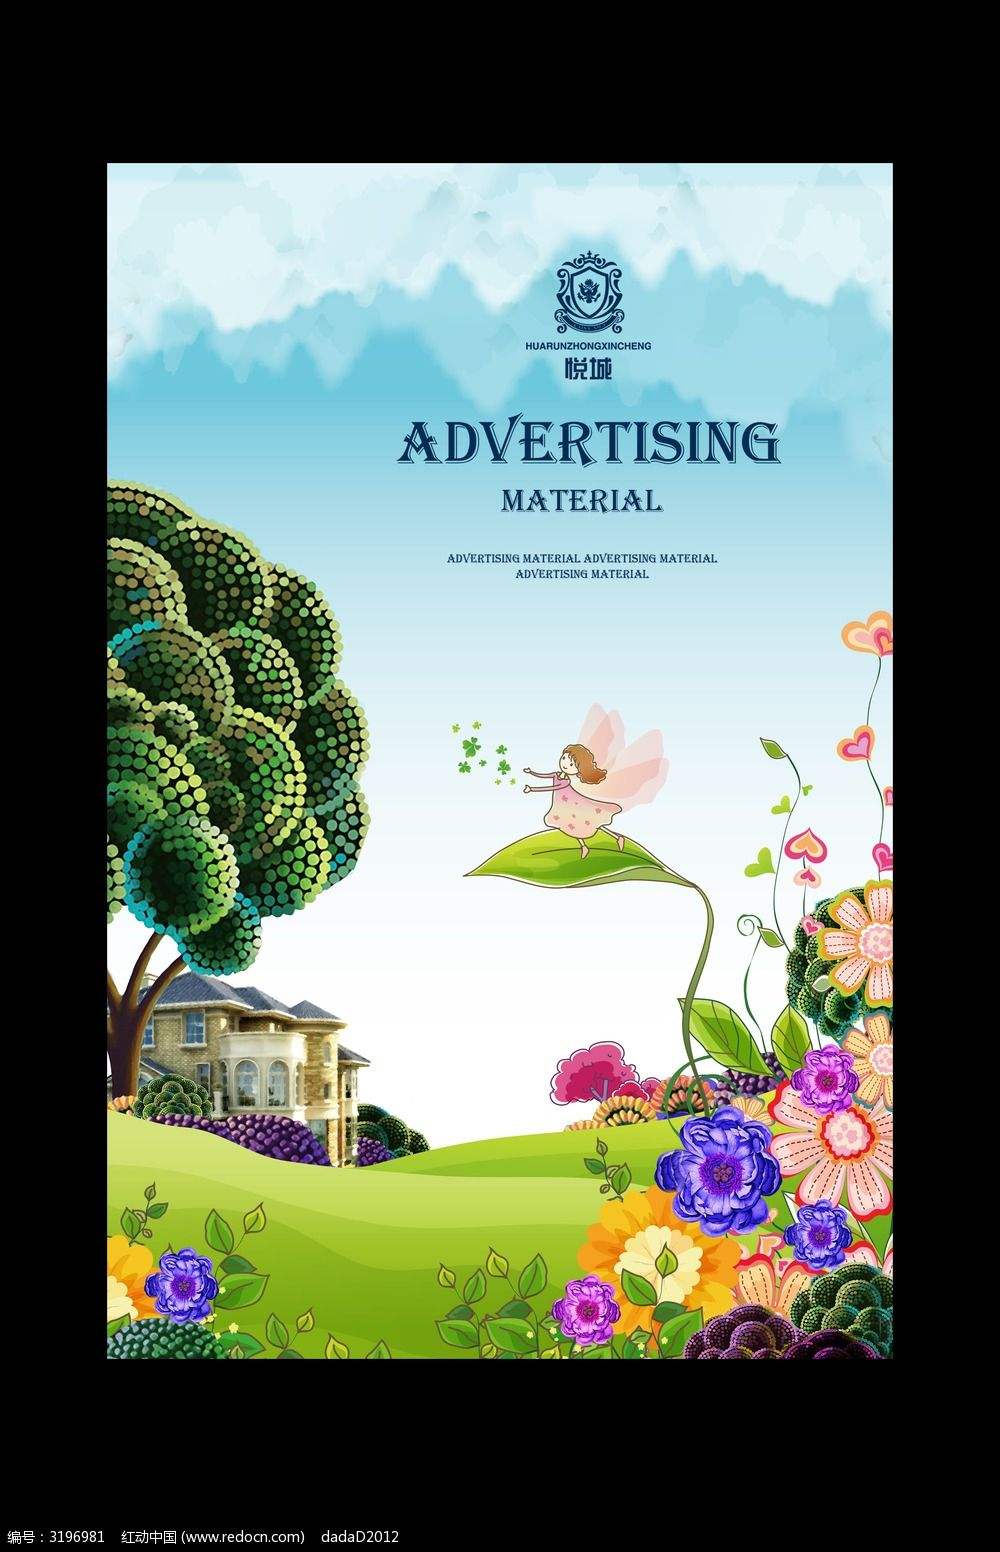 HUARUNZHONGXINCHENG
悦城
ADVERTISING
MATERIAL
ADVERTISING MATERIAL ADVERTISING MATERIAL
ADVERTISING MATERIAL
编号：3196981 红动中国 (www.redocn.com) dadaD2012